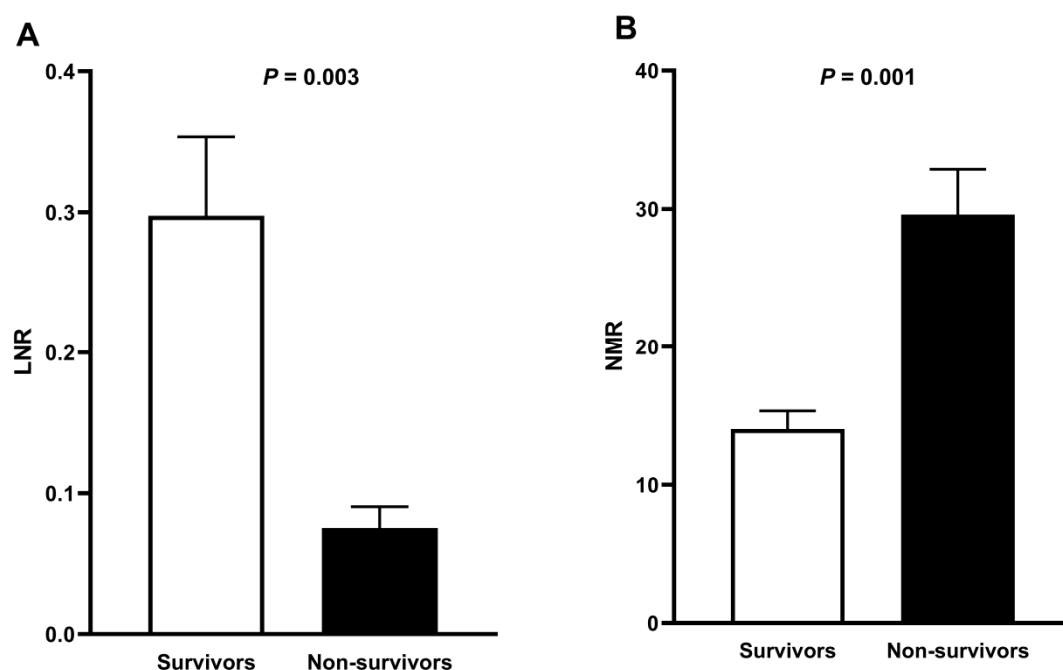 A
P = 0.003
0.4
0.3
0.2
0.1
0.0
LNR
Survivors Non-survivors
B
P = 0.001
40
30
20
10
0
NMR
Survivors Non-survivors